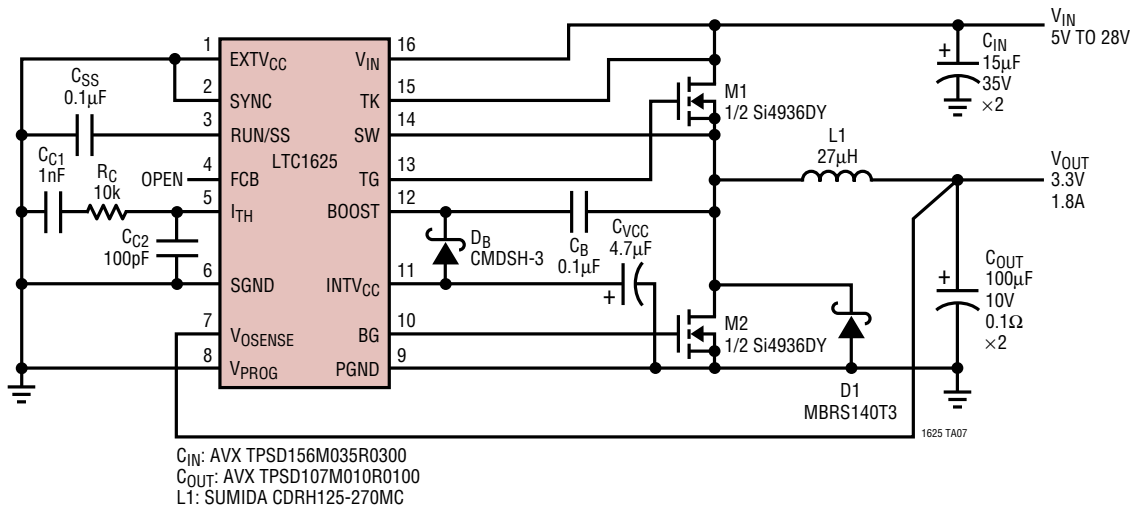 1
EXTVCC
2
SYNC
3
RUN/SS
4
FCB
5
ITH
6
SGND
7
VOSENSE
8
VPROG
LTC1625
16
VIN
15
TK
14
SW
13
TG
12
BOOST
11
INTVCC
10
BG
9
PGND
CSS
0.1µF
CC1
1nF
RC
10k
OPEN
CC2
100pF
DB
CMDSH-3
CB
0.1µF
CVCC
4.7µF
+
M1
1/2 Si4936DY
M2
1/2 Si4936DY
L1
27µH
D1
MBRS140T3
+
CIN
15µF
35V
×2
VIN
5V TO 28V
VOUT
3.3V
1.8A
+
COUT
100µF
10V
0.1Ω
×2
1625 TA07
CIN: AVX TPSD156M035R0300
COUT: AVX TPSD107M010R0100
L1: SUMIDA CDRH125-270MC